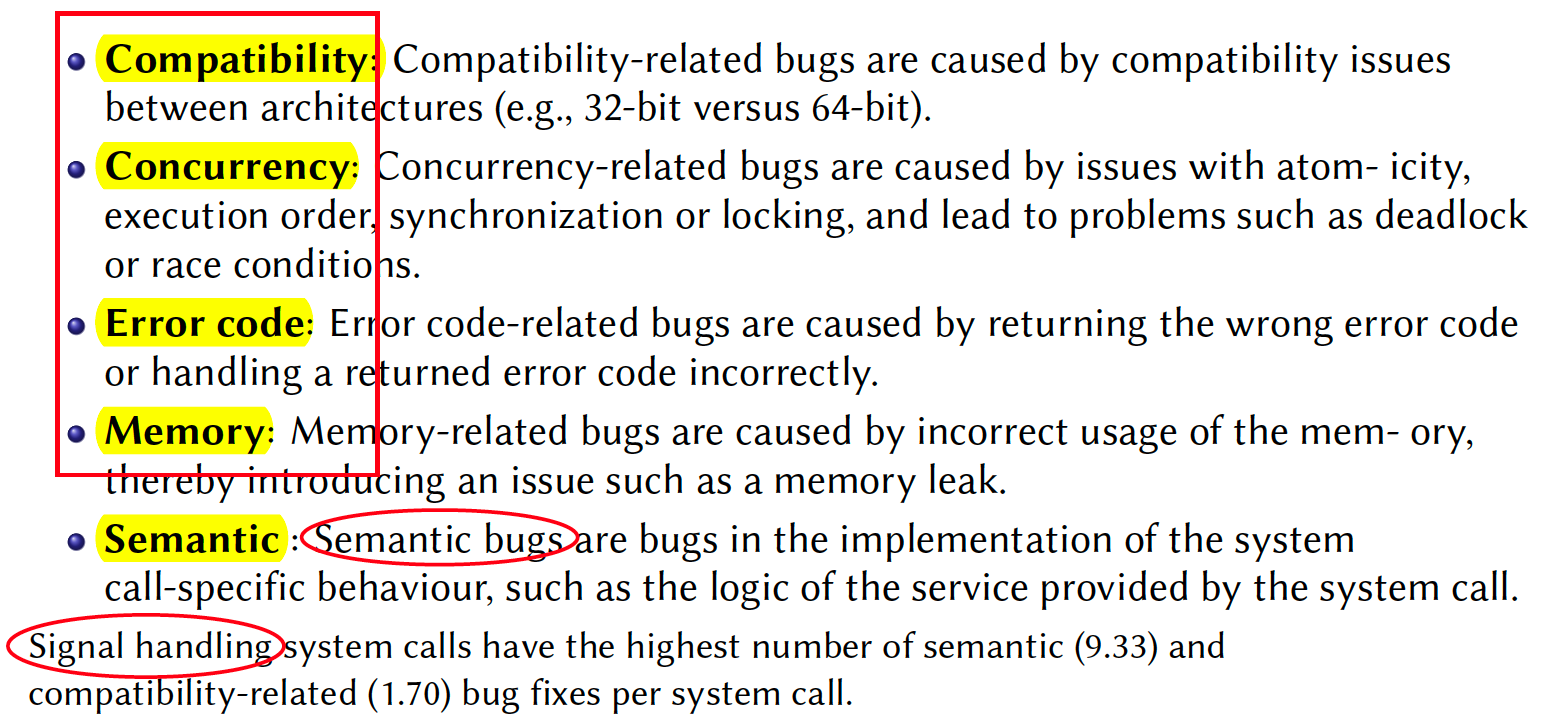 Compatibility: Compatibility-related bugs are caused by compatibility issues
between architectures (e.g., 32-bit versus 64-bit).
Concurrency: Concurrency-related bugs are caused by issues with atom- icity,
execution order, synchronization or locking, and lead to problems such as deadlock
or race conditions.
Error code: Error code-related bugs are caused by returning the wrong error code
or handling a returned error code incorrectly.
Memory: Memory-related bugs are caused by incorrect usage of the mem- ory,
thereby introducing an issue such as a memory leak.
Semantic : Semantic bugs are bugs in the implementation of the system
call-specific behaviour, such as the logic of the service provided by the system call.
Signal handling system calls have the highest number of semantic (9.33) and
compatibility-related (1.70) bug fixes per system call.